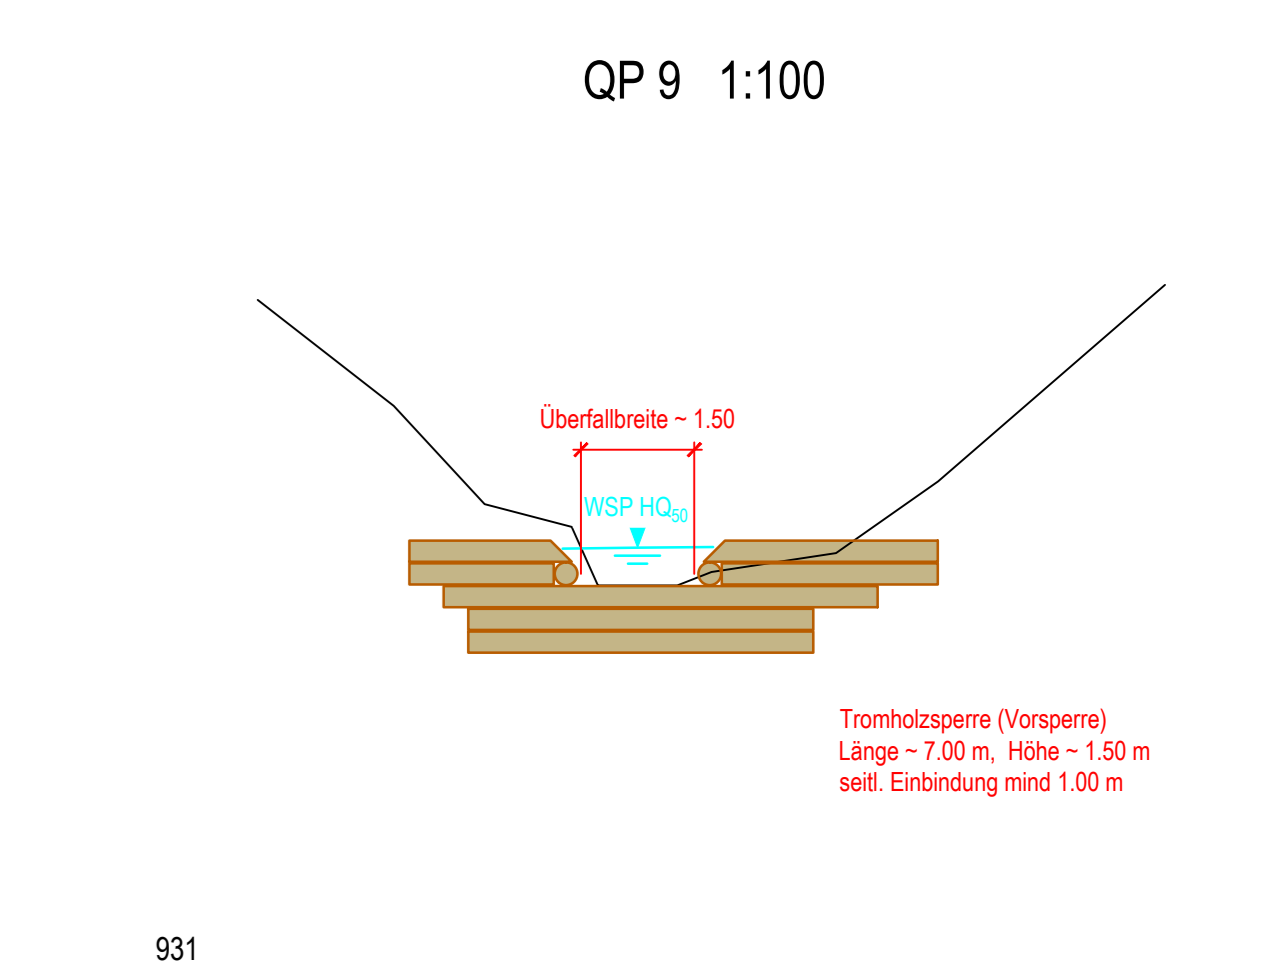 QP 9 1:100
Überfallbreite ~ 1.50
WSP HQ50
Tromholzsperre (Vorsperre)
Länge ~ 7.00 m, Höhe ~ 1.50 m
seitl. Einbindung mind 1.00 m
931